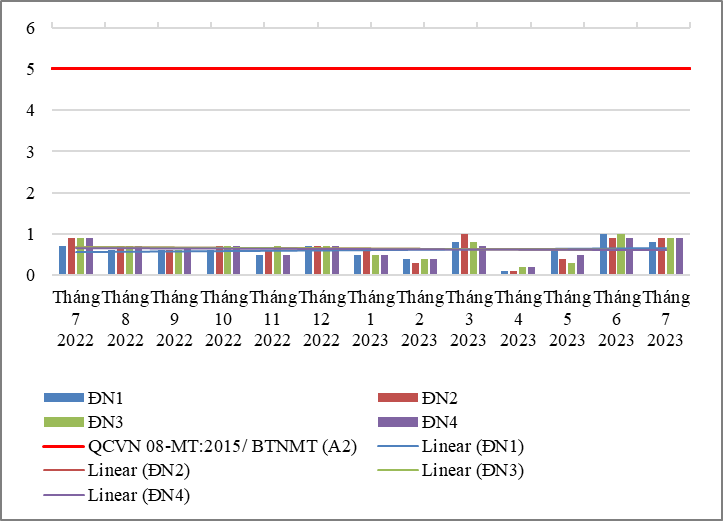 6
5
4
3
2
1
0
Tháng Tháng Tháng Tháng Tháng Tháng Tháng Tháng Tháng Tháng Tháng Tháng Tháng
7 8 9 10 11 12 1 2 3 4 5 6 7
2022 2022 2022 2022 2022 2022 2023 2023 2023 2023 2023 2023 2023
ĐN1 ĐN2
ĐN3 ĐN4
QCVN 08-MT:2015/ BTNMT (A2) Linear (ĐN1)
Linear (ĐN2) Linear (ĐN3)
Linear (ĐN4)